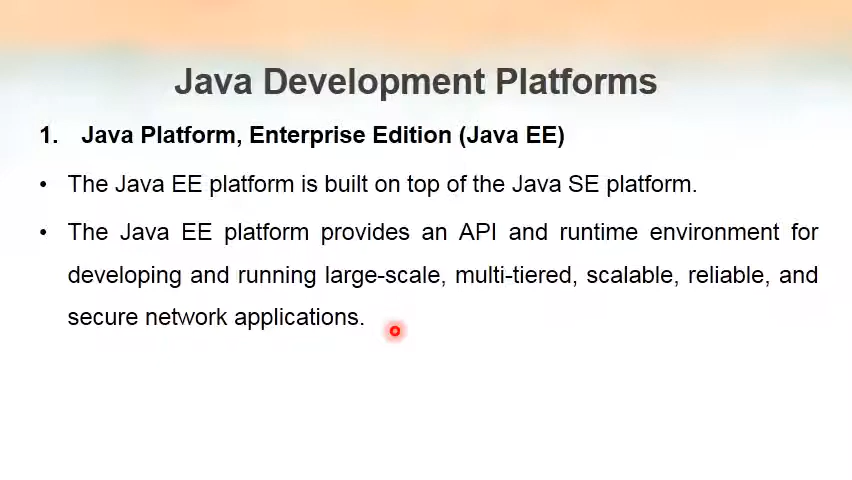 Java Development Platforms
1. Java Platform, Enterprise Edition (Java EE)
• The Java EE platform is built on top of the Java SE platform.
• The Java EE platform provides an API and runtime environment for
developing and running large-scale, multi-tiered, scalable, reliable, and
secure network applications.